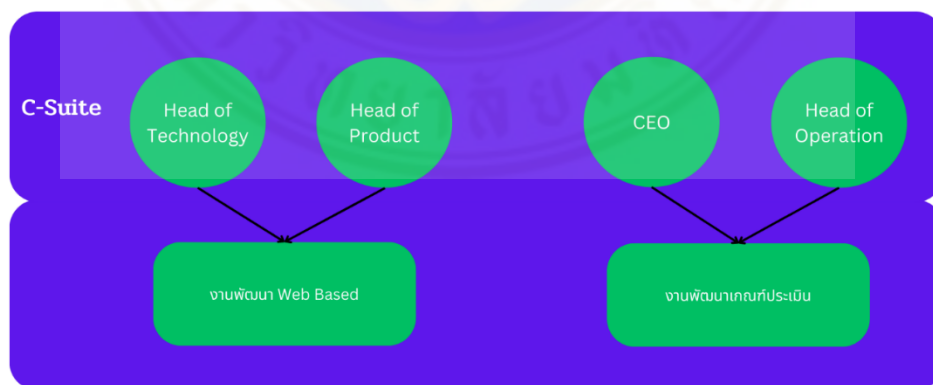 C-Suite
Head of
Technology
Head of
Product
CEO
Head of
Operation
งานพัฒนา Web Based
งานพัฒนาเกณฑ์ประเมิน